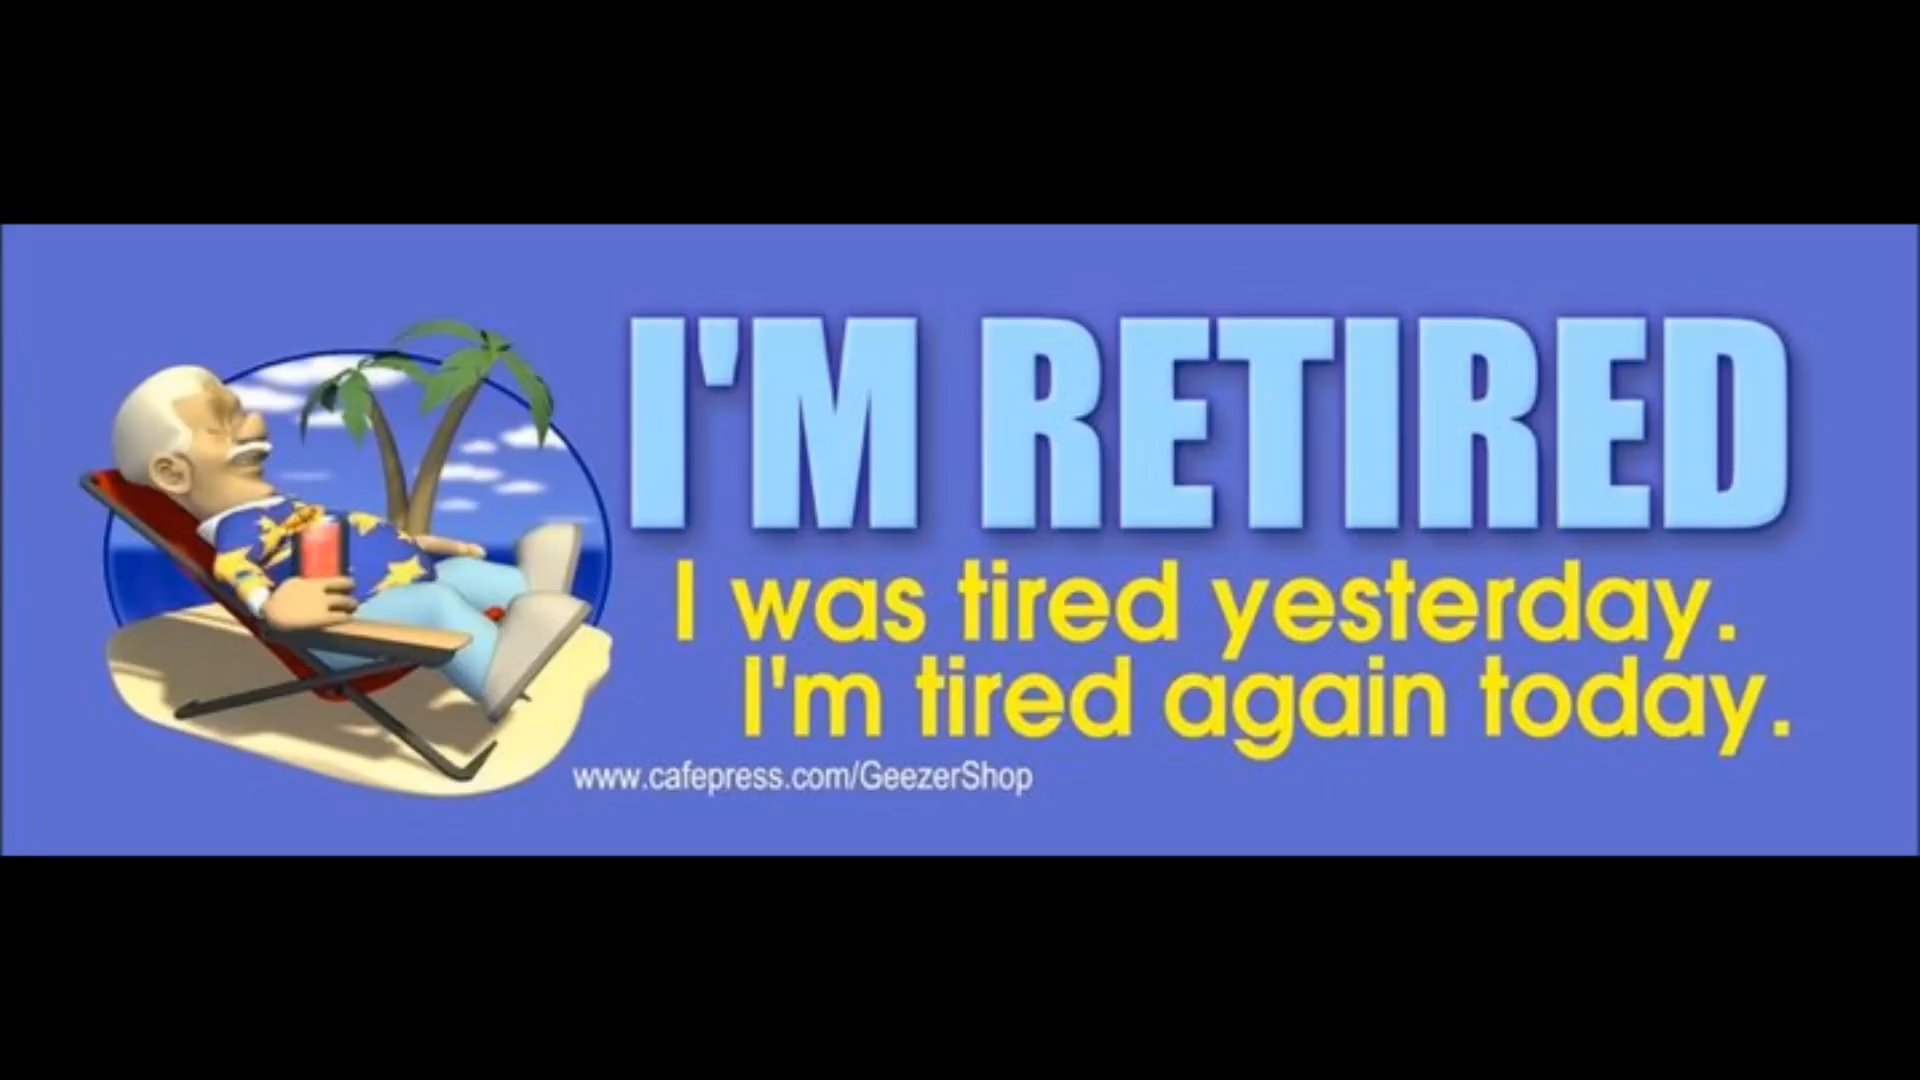 I'M RETIRED
I was tired yesterday.
I'm tired again today.
www.cafepress.com/GeezerShop